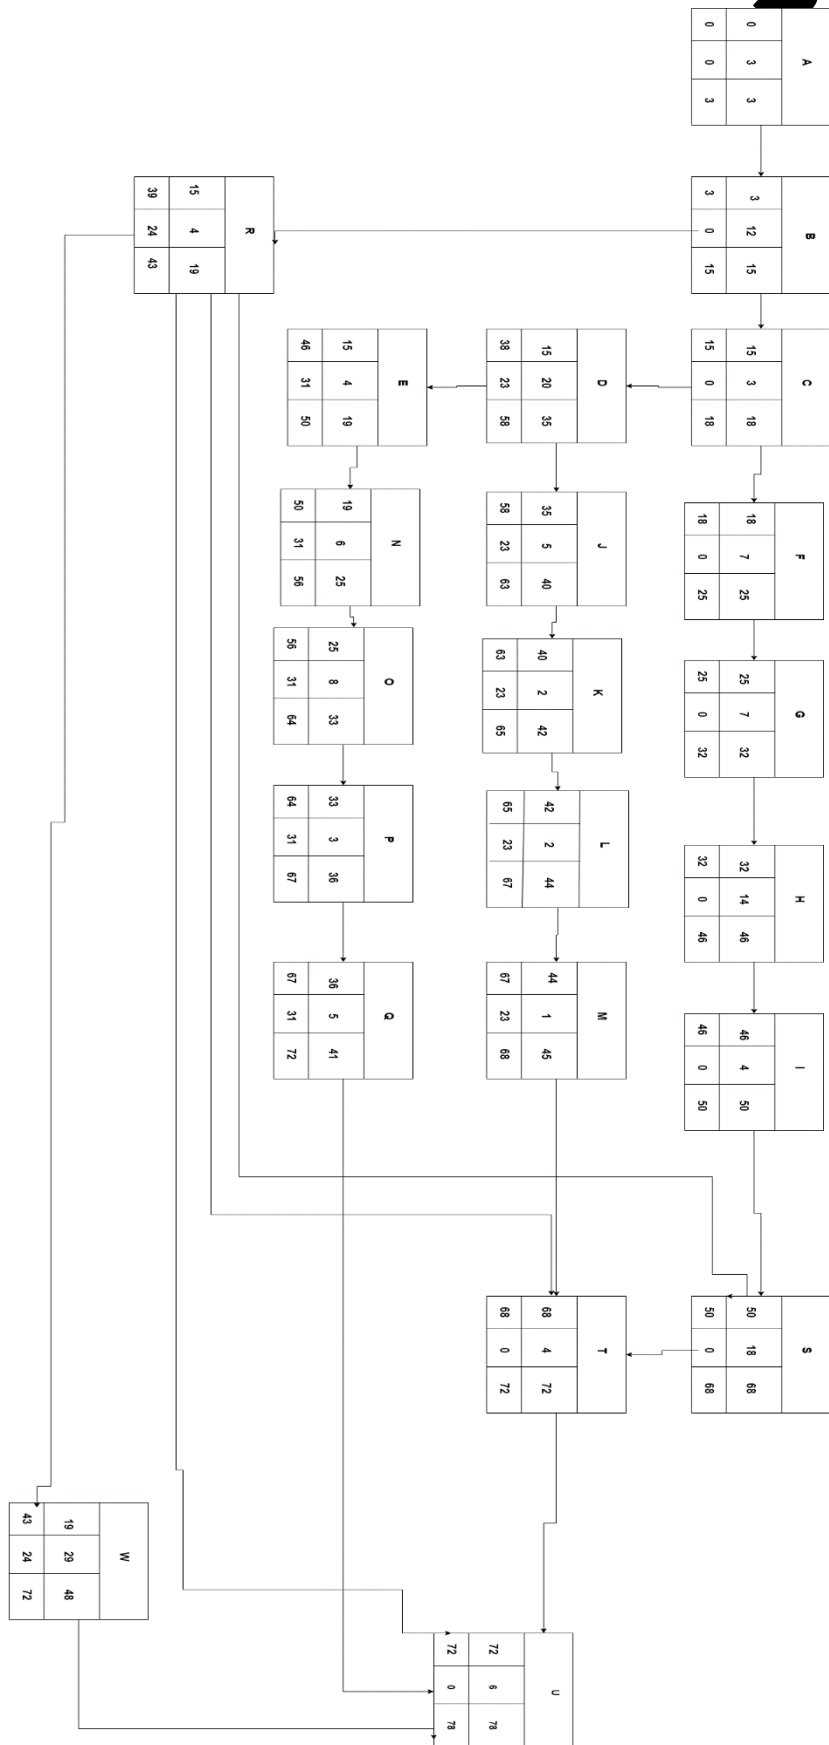 A
0 3 3
0 0 3
B
3 12 15
3 0 15
C
15 3 18
15 0 18
F
18 7 25
18 0 25
G
25 7 32
25 0 32
H
32 14 46
32 0 46
I
46 4 50
46 0 50
S
50 18 68
50 0 68
D
15 20 35
38 23 58
J
35 5 40
58 23 63
K
40 2 42
63 23 65
L
42 2 44
65 23 67
M
44 1 45
67 23 68
T
68 4 72
68 0 72
U
72 6 78
72 0 78
E
15 4 19
46 31 50
N
19 6 25
50 31 56
O
25 8 33
56 31 64
P
33 3 36
64 31 67
Q
36 5 41
67 31 72
R
15 4 19
39 24 43
W
19 29 48
43 24 72